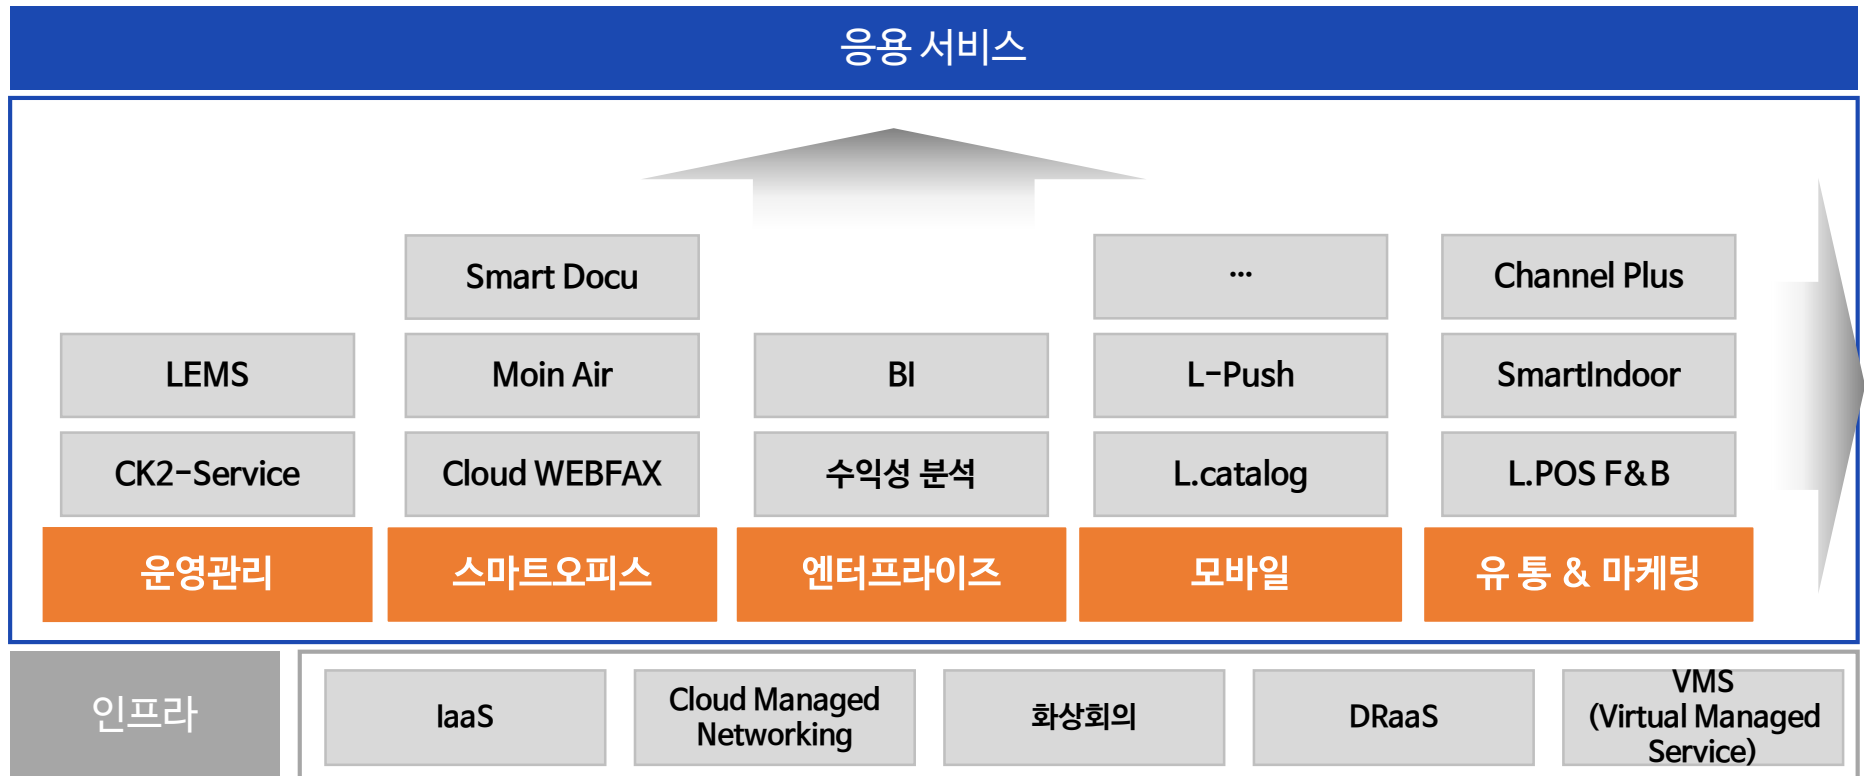 응용 서비스
Smart Docu
...
Channel Plus
LEMS
Moin Air
BI
L-Push
SmartIndoor
CK2-Service
Cloud WEBFAX
수익성 분석
L.catalog
L.POS F&B
운영관리
스마트오피스
엔터프라이즈
모바일
유 통 & 마케팅
인프라
IaaS
Cloud Managed
Networking
화상회의
DRaaS
VMS
(Virtual Managed
Service)